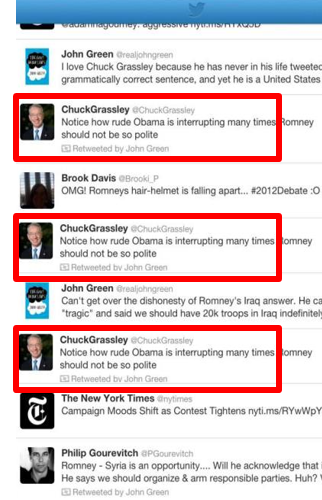 aggressive
John Green @realjohngreen
I love Chuck Grassley because he has never in his life tweeted
grammatically correct sentence, and yet he is a United States
ChuckGrassley @ChuckGrassley
Notice how rude Obama is interrupting many times Romney
should not be so polite
Retweeted by John Green
Brook Davis @Brooki_P
OMG! Romneys hair-helmet is falling apart... #2012Debate :O
ChuckGrassley @ChuckGrassley
Notice how rude Obama is interrupting many times Romney
should not be so polite
Retweeted by John Green
John Green @realjohngreen
Can't get over the dishonesty of Romney's Iraq answer. He ca
"tragic" and said we should have 20k troops in Iraq indefinitely
ChuckGrassley @ChuckGrassley
Notice how rude Obama is interrupting many times Romney
should not be so polite
Retweeted by John Green
The New York Times @nytimes
Campaign Moods Shift as Contest Tightens nyti.ms/RYwWpY
Philip Gourevitch @PGourevitch
Romney - Syria is an opportunity.... Will he acknowledge that
He says we should organize & arm responsible parties. Huh?
Retweeted by John Green